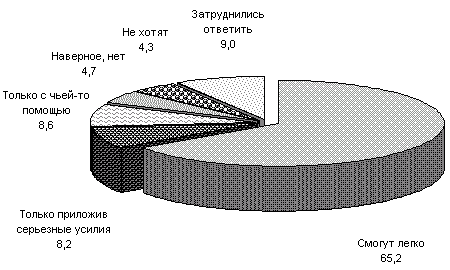 Затруднились
ответить
9,0
Не хотят
4,3
Наверное, нет
4,7
Только с чьей-то
помощью
8,6
Только приложив
серьезные усилия
8,2
Смогут легко
65,2